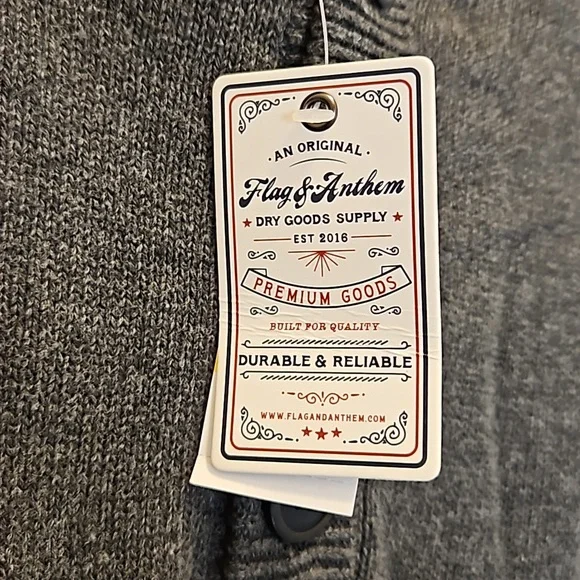 · AN ORIGINAL ·
Flag & Anthem
★ DRY GOODS SUPPLY ★
EST 2016
PREMIUM GOODS
BUILT FOR QUALITY
DURABLE & RELIABLE
WWW.FLAGANDANTHEM.COM
★★★